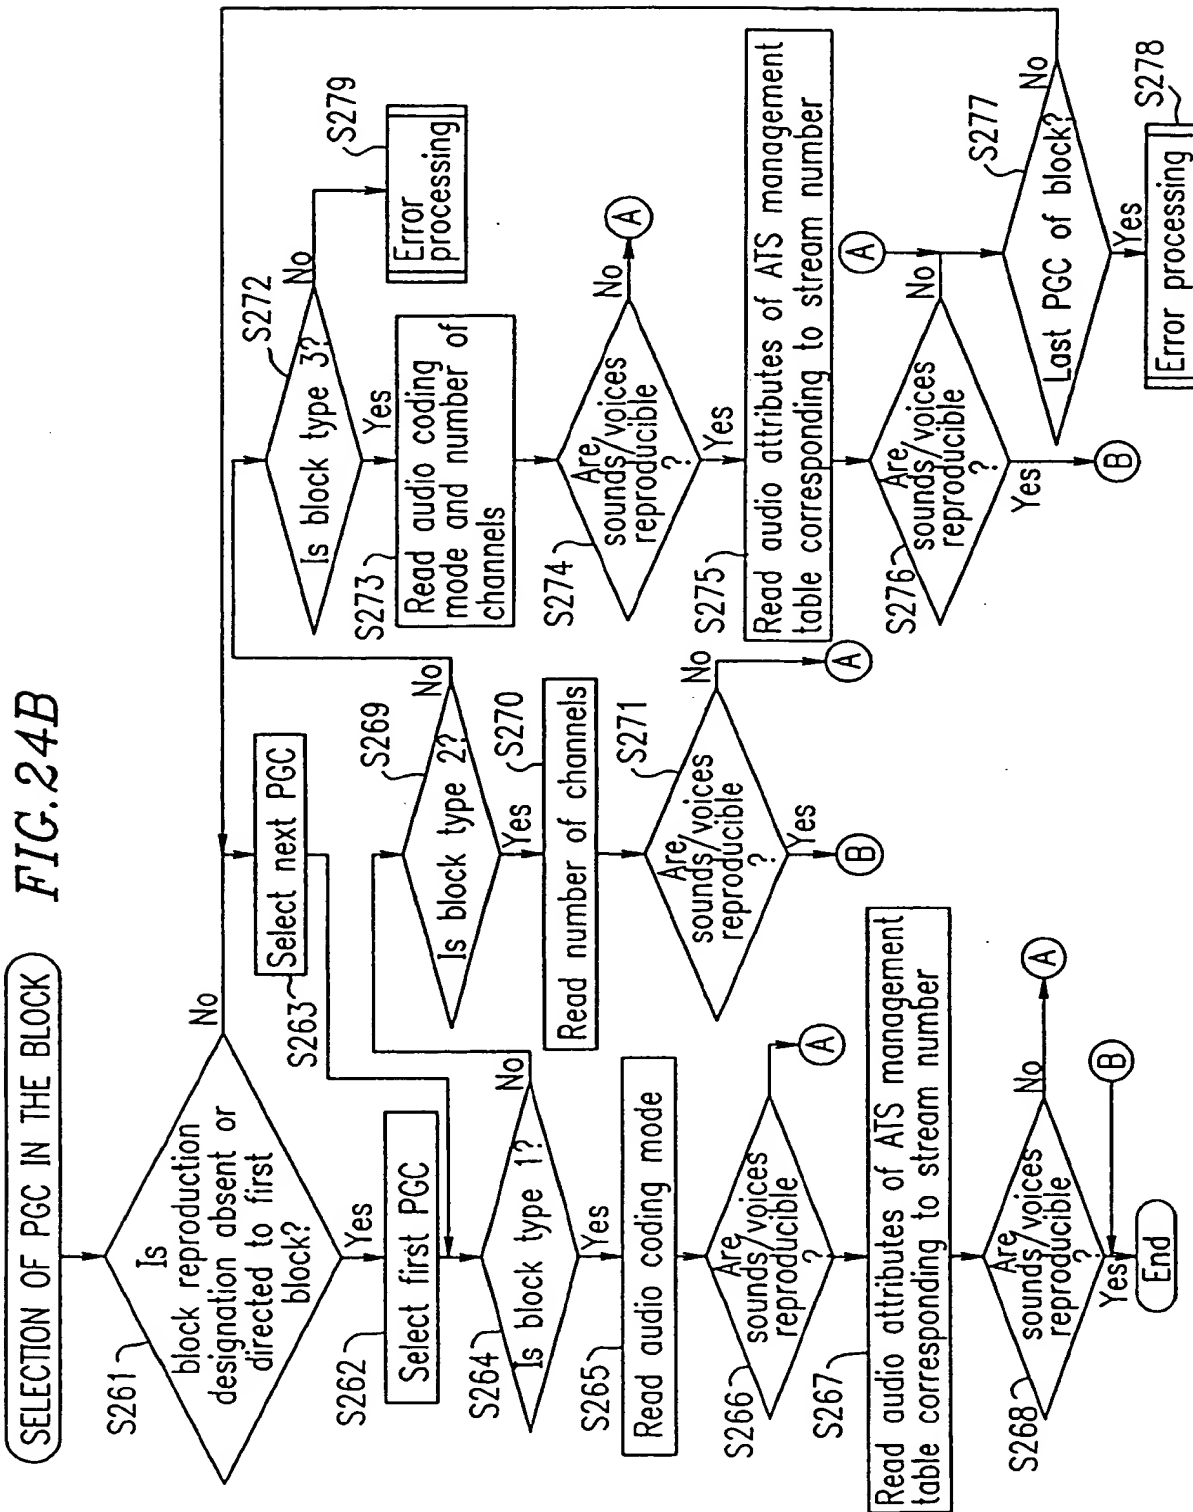 FIG.24B
SELECTION OF PGC IN THE BLOCK
S261
Is
block reproduction
designation absent or
directed to first
block?
No
Yes
S262
Select first PGC
S263
Select next PGC
S264
Is block type 1?
No
Yes
S265
Read audio coding mode
S266
Are
sounds/voices
reproducible
?
A
S267
Read audio attributes of ATS management
table corresponding to stream number
S268
Are
sounds/voices
reproducible
?
No
A
Yes
B
End
S269
Is block type 2?
No
Yes
S270
Read number of channels
S271
Are
sounds/voices
reproducible
?
No
A
Yes
B
S272
Is block type 3?
No
Yes
S279
Error
processing
S273
Read audio coding
mode and number of
channels
S274
Are
sounds/voices
reproducible
?
No
A
Yes
S275
Read audio attributes of ATS management
table corresponding to stream number
S276
Are
sounds/voices
reproducible
?
No
Yes
B
A
S277
Last PGC of block?
No
Yes
S278
Error processing